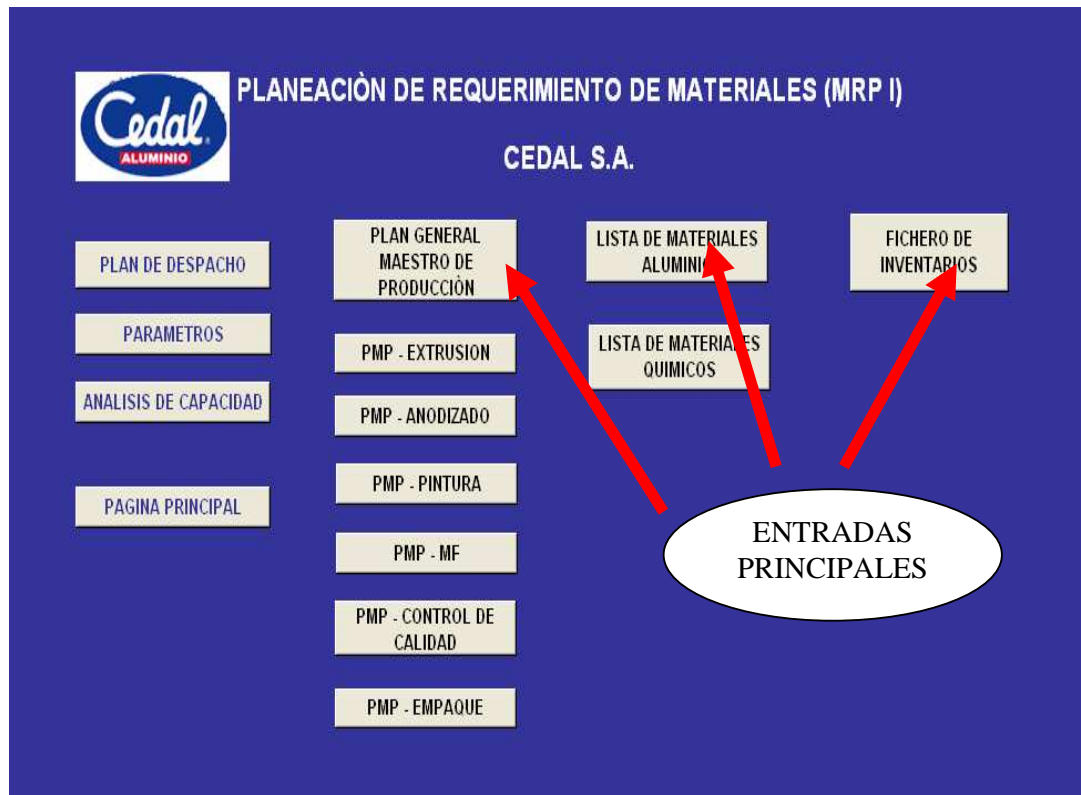 Cedal
ALUMINIO
PLANEACIÒN DE REQUERIMIENTO DE MATERIALES (MRP I)
CEDAL S.A.
PLAN DE DESPACHO
PARAMETROS
ANALISIS DE CAPACIDAD
PAGINA PRINCIPAL
PLAN GENERAL
MAESTRO DE
PRODUCCIÒN
PMP - EXTRUSION
PMP - ANODIZADO
PMP - PINTURA
PMP - MF
PMP - CONTROL DE
CALIDAD
PMP - EMPAQUE
LISTA DE MATERIALES
ALUMINIO
LISTA DE MATERIALES
QUIMICOS
FICHERO DE
INVENTARIOS
ENTRADAS
PRINCIPALES